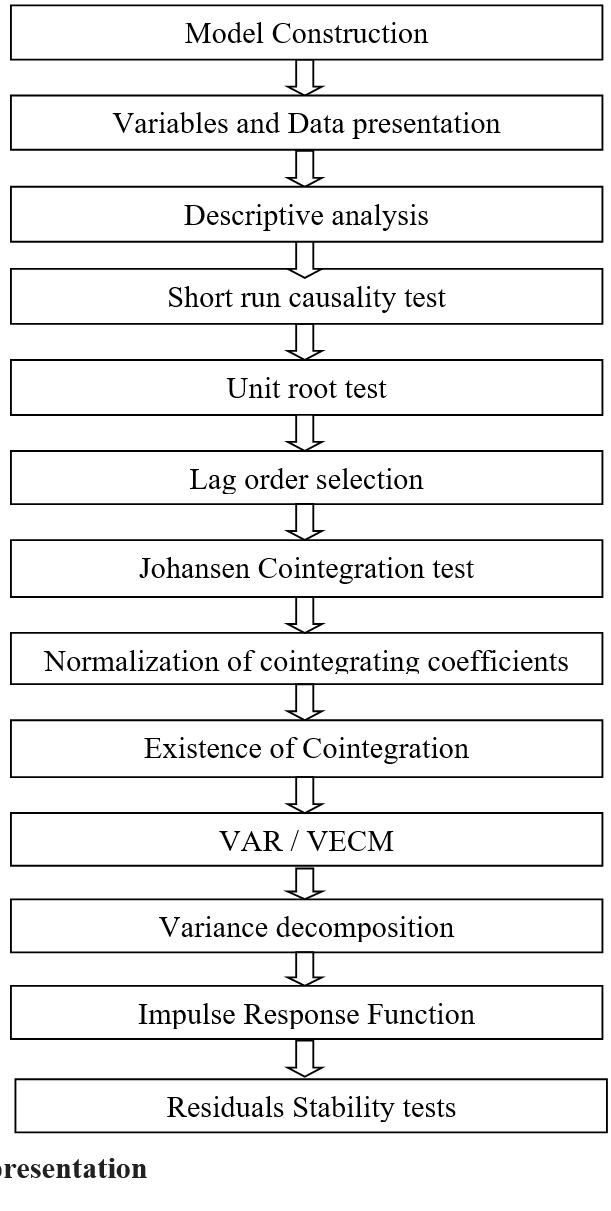 Model Construction
Variables and Data presentation
Descriptive analysis
Short run causality test
Unit root test
Lag order selection
Johansen Cointegration test
Normalization of cointegrating coefficients
Existence of Cointegration
VAR / VECM
Variance decomposition
Impulse Response Function
Residuals Stability tests
presentation